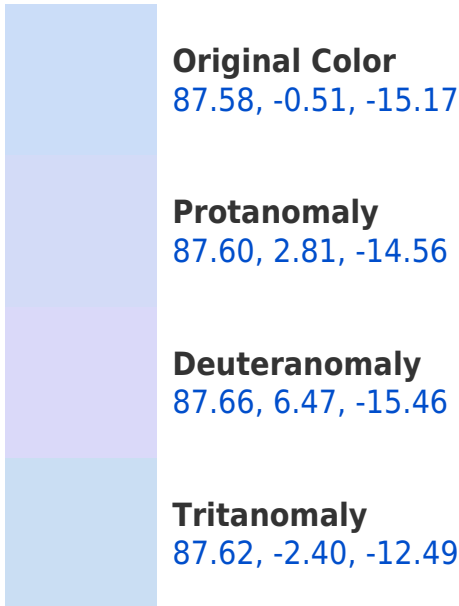 Original Color
87.58, -0.51, -15.17
Protanomaly
87.60, 2.81, -14.56
Deuteranomaly
87.66, 6.47, -15.46
Tritanomaly
87.62, -2.40, -12.49